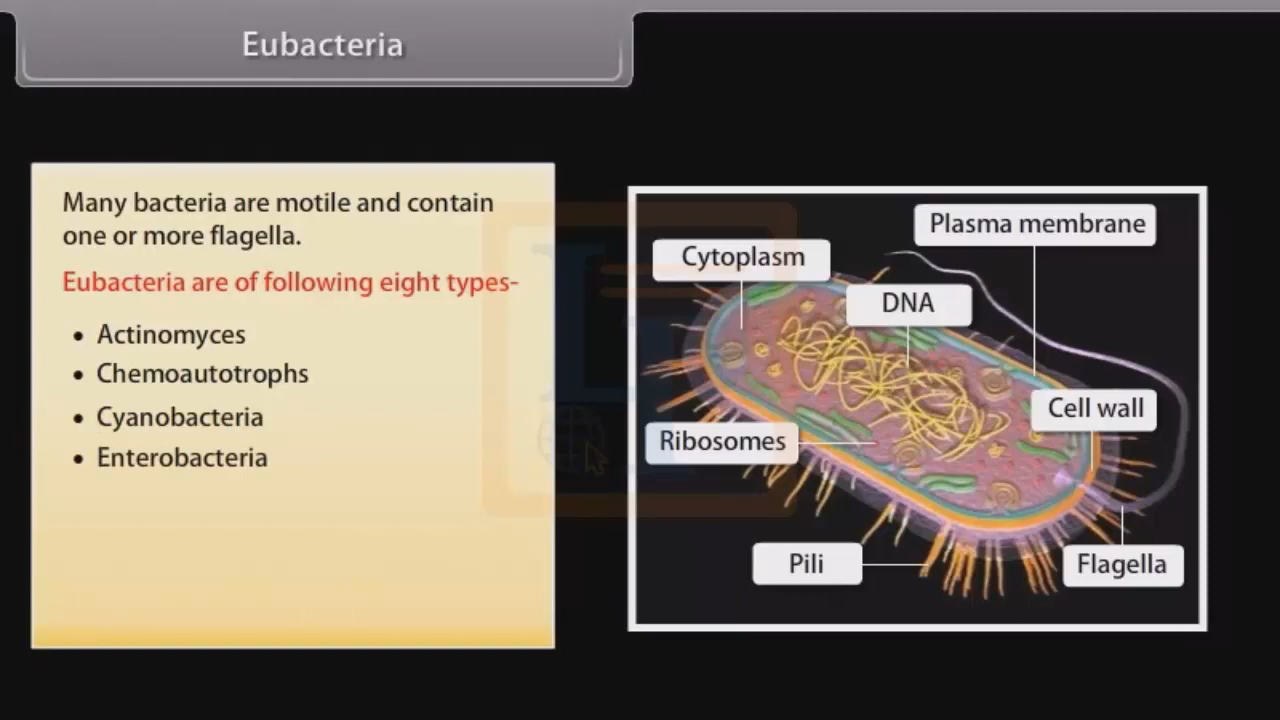 Eubacteria
Many bacteria are motile and contain
one or more flagella.
Eubacteria are of following eight types-
• Actinomyces
• Chemoautotrophs
• Cyanobacteria
• Enterobacteria
Plasma membrane
Cytoplasm
DNA
Cell wall
Ribosomes
Pili
Flagella